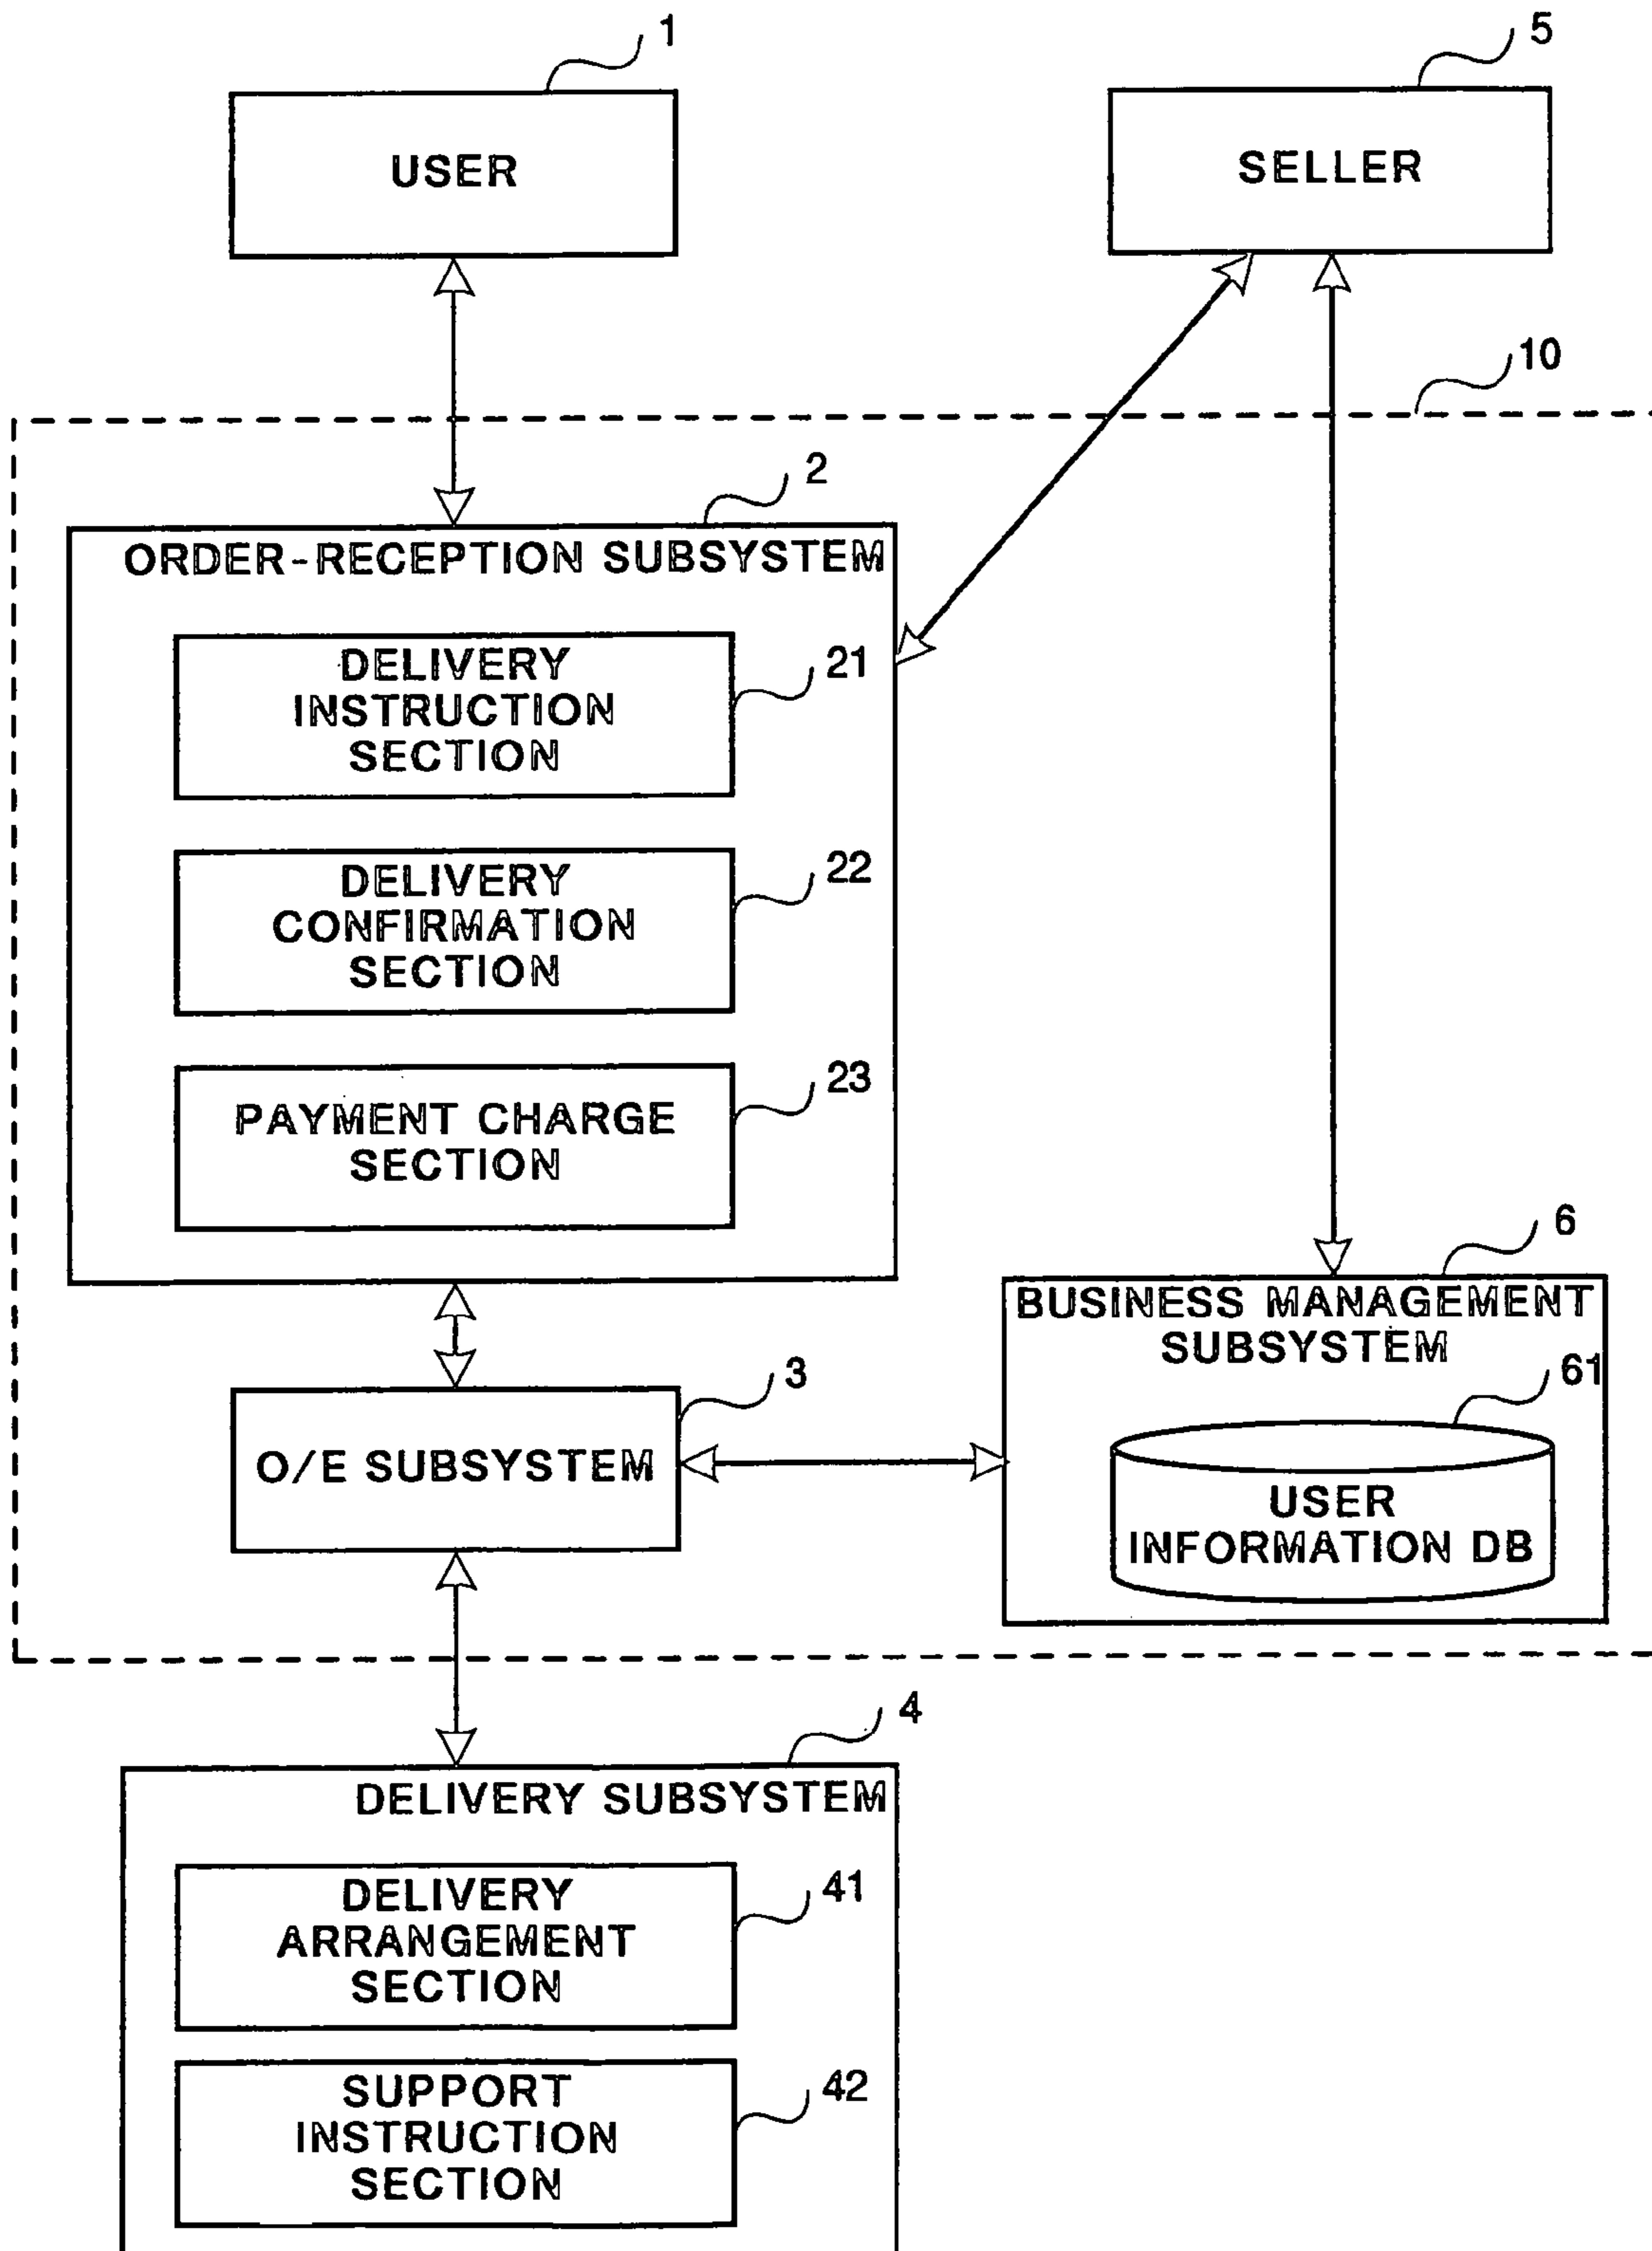 1
5
USER
SELLER
10
2
ORDER-RECEPTION SUBSYSTEM
DELIVERY
INSTRUCTION
SECTION
21
DELIVERY
CONFIRMATION
SECTION
22
PAYMENT CHARGE
SECTION
23
6
BUSINESS MANAGEMENT
SUBSYSTEM
61
USER
INFORMATION DB
3
O/E SUBSYSTEM
4
DELIVERY SUBSYSTEM
DELIVERY
ARRANGEMENT
SECTION
41
SUPPORT
INSTRUCTION
SECTION
42